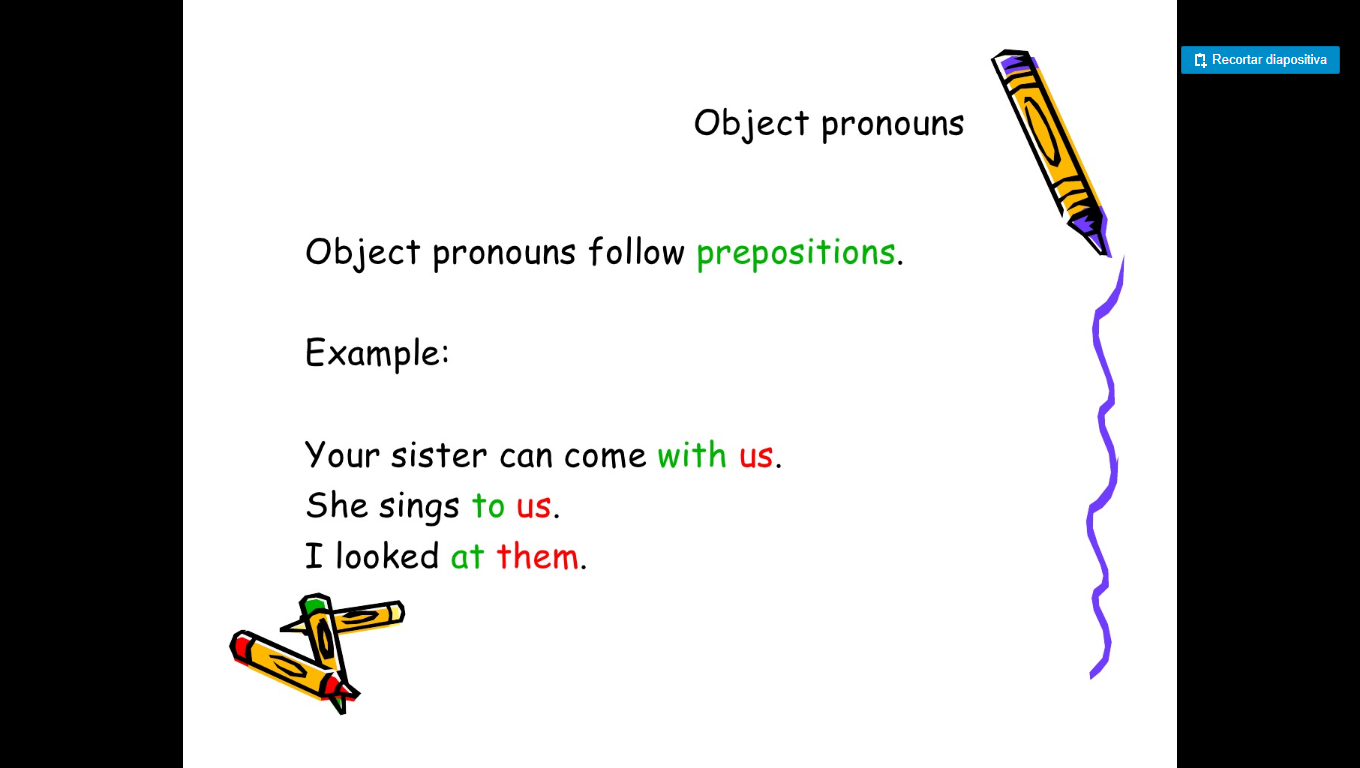 Recortar diapositiva
Object pronouns
Object pronouns follow prepositions.
Example:
Your sister can come with us.
She sings to us.
I looked at them.